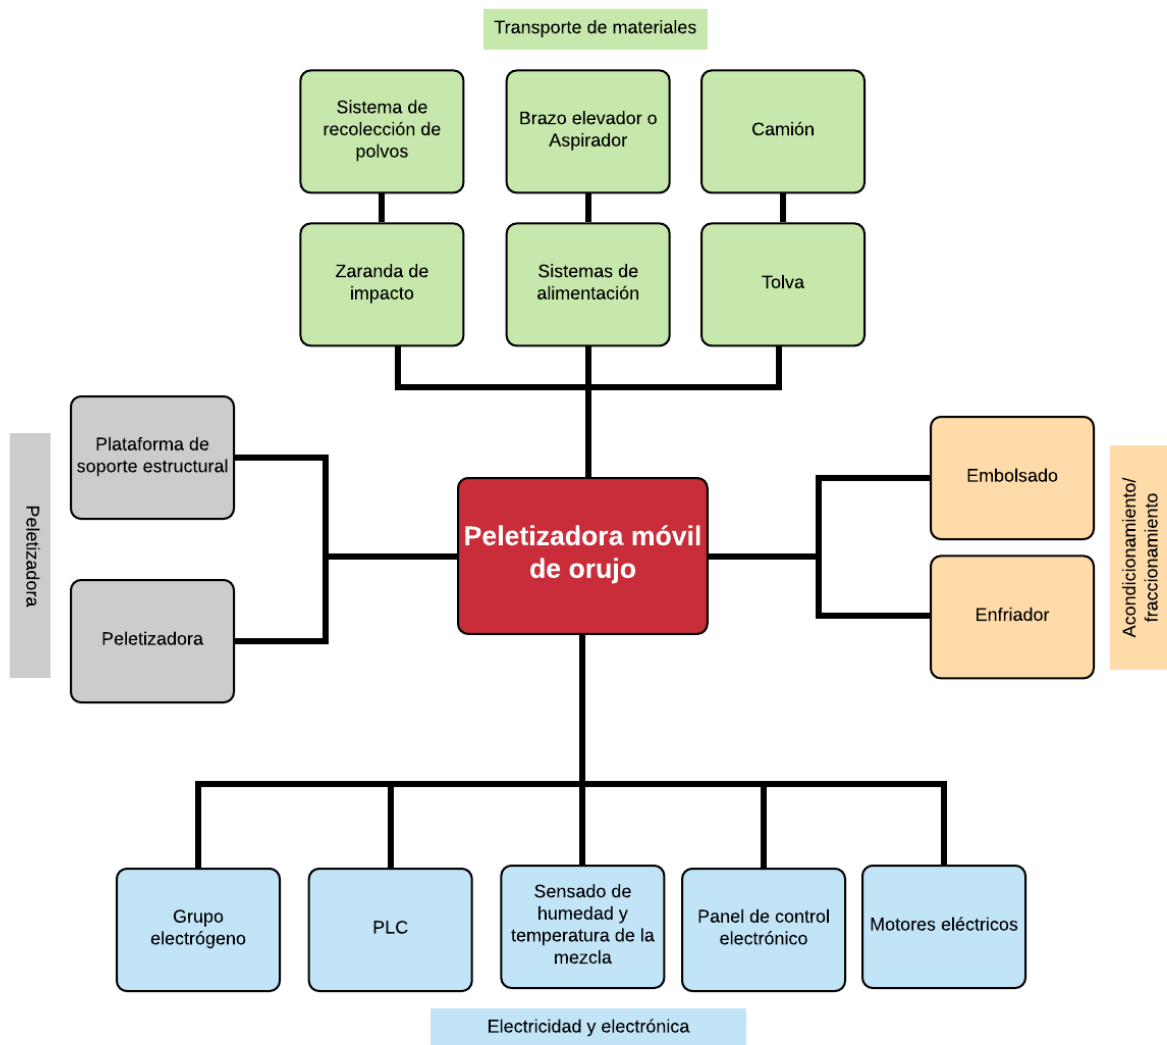 Transporte de materiales
Sistema de
recolección de
polvos
Brazo elevador o
Aspirador
Camión
Zaranda de
impacto
Sistemas de
alimentación
Tolva
Peletizadora
Plataforma de
soporte estructural
Peletizadora
Peletizadora móvil
de orujo
Embolsado
Enfriador
Acondicionamiento/
fraccionamiento
Grupo
electrógeno
PLC
Sensado de
humedad y
temperatura de la
mezcla
Panel de control
electrónico
Motores eléctricos
Electricidad y electrónica